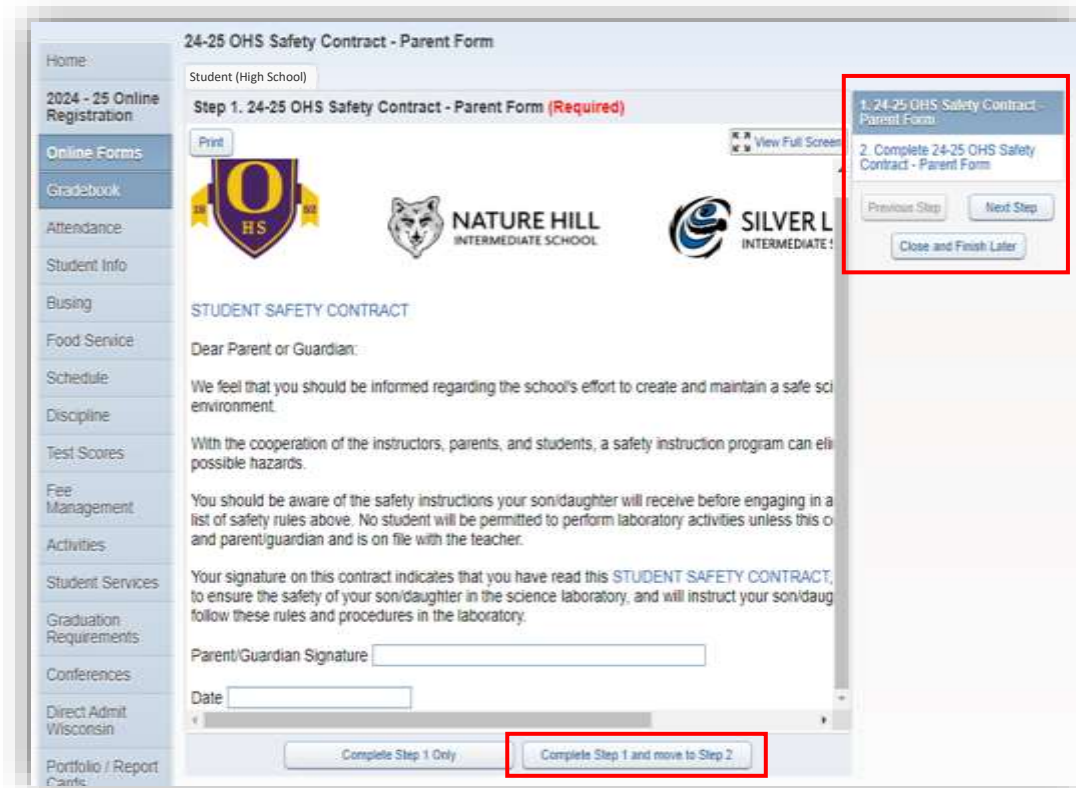 24-25 OHS Safety Contract - Parent Form
Home
2024 - 25 Online
Registration
Online Forms
Gradebook
Attendance
Student Info
Busing
Food Service
Schedule
Discipline
Test Scores
Fee
Management
Activities
Student Services
Graduation
Requirements
Conferences
Direct Admit
Wisconsin
Portfolio / Report
Cards
Student (High School)
Step 1. 24-25 OHS Safety Contract - Parent Form (Required)
Print
View Full Screen
O
HS
NATURE HILL
INTERMEDIATE SCHOOL
SILVER L
INTERMEDIATE
STUDENT SAFETY CONTRACT
Dear Parent or Guardian:
We feel that you should be informed regarding the school's effort to create and maintain a safe sci
environment.
With the cooperation of the instructors, parents, and students, a safety instruction program can eli
possible hazards.
You should be aware of the safety instructions your son/daughter will receive before engaging in a
list of safety rules above. No student will be permitted to perform laboratory activities unless this c
and parent/guardian and is on file with the teacher.
Your signature on this contract indicates that you have read this STUDENT SAFETY CONTRACT,
to ensure the safety of your son/daughter in the science laboratory, and will instruct your son/daug
follow these rules and procedures in the laboratory.
Parent/Guardian Signature
Date
Complete Step 1 Only
Complete Step 1 and move to Step 2
1. 24-25 OHS Safety Contract -
Parent Form
2. Complete 24-25 OHS Safety
Contract - Parent Form
Previous Step
Next Step
Close and Finish Later